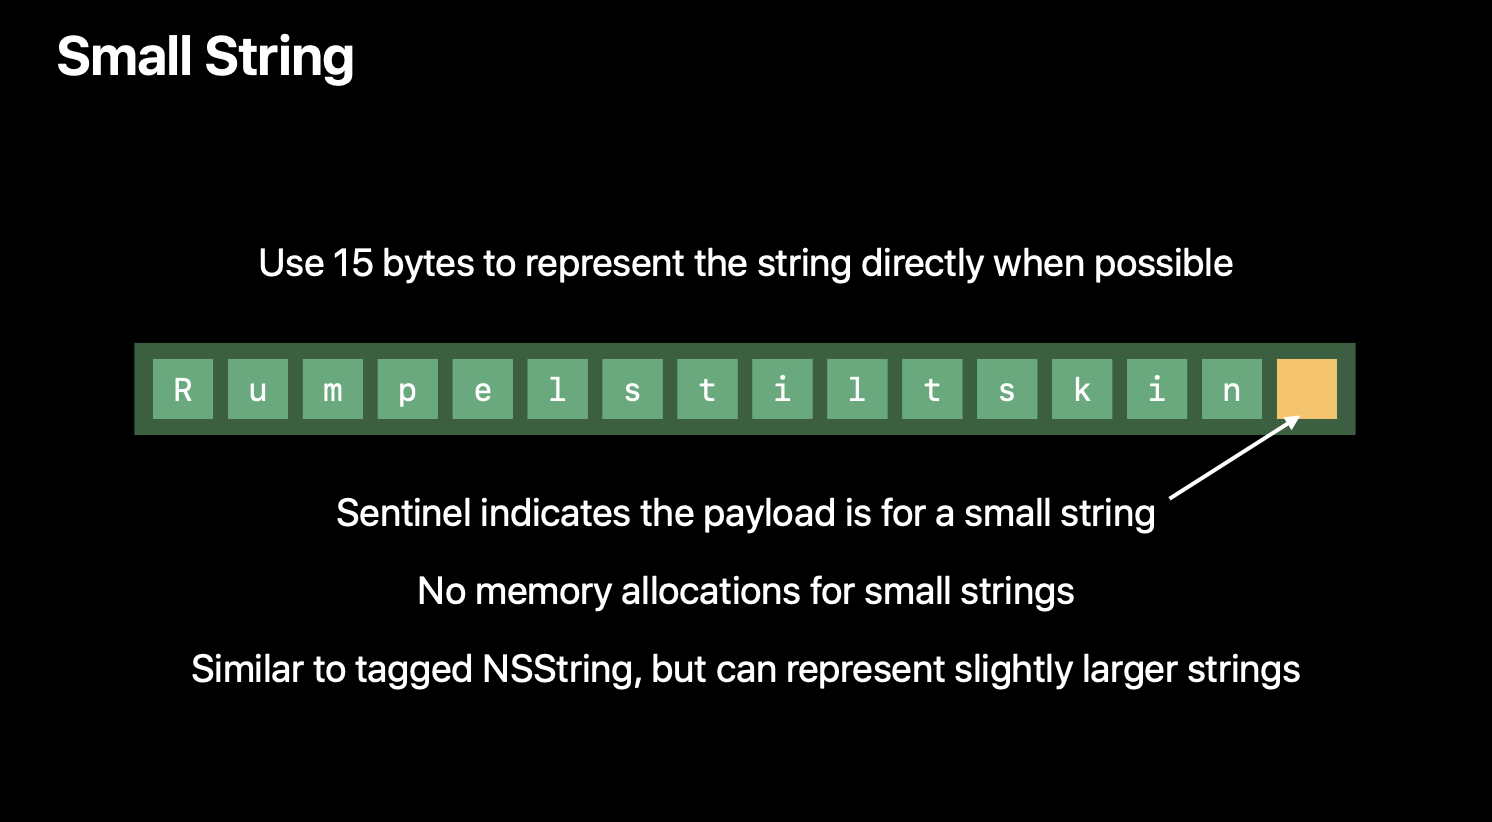 Small String
Use 15 bytes to represent the string directly when possible
R u m p e l s t i l t s k i n
Sentinel indicates the payload is for a small string
No memory allocations for small strings
Similar to tagged NSString, but can represent slightly larger strings